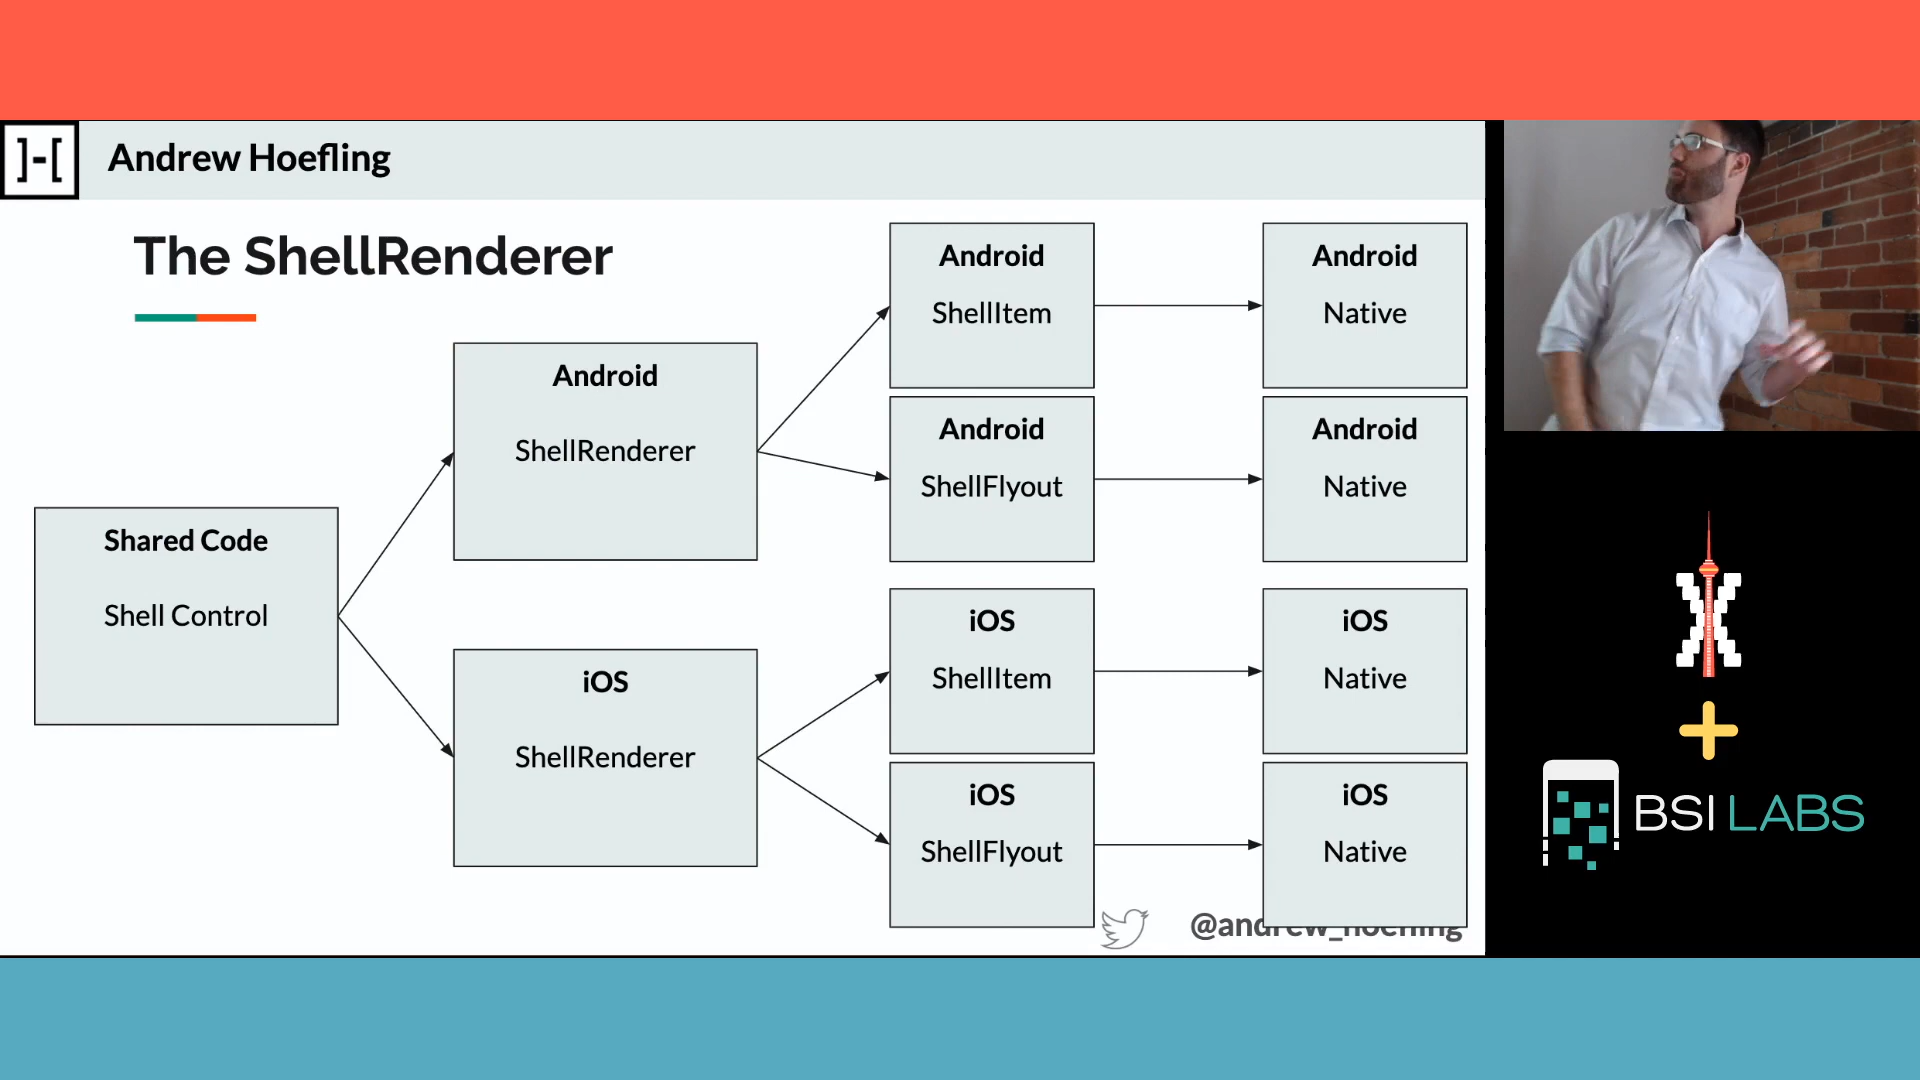 ]-[
Andrew Hoefling
The ShellRenderer
Shared Code
Shell Control
Android
ShellRenderer
iOS
ShellRenderer
Android
ShellItem
Android
Native
Android
ShellFlyout
Android
Native
iOS
ShellItem
iOS
Native
iOS
ShellFlyout
iOS
Native
@andrew_hoefling
BSI LABS